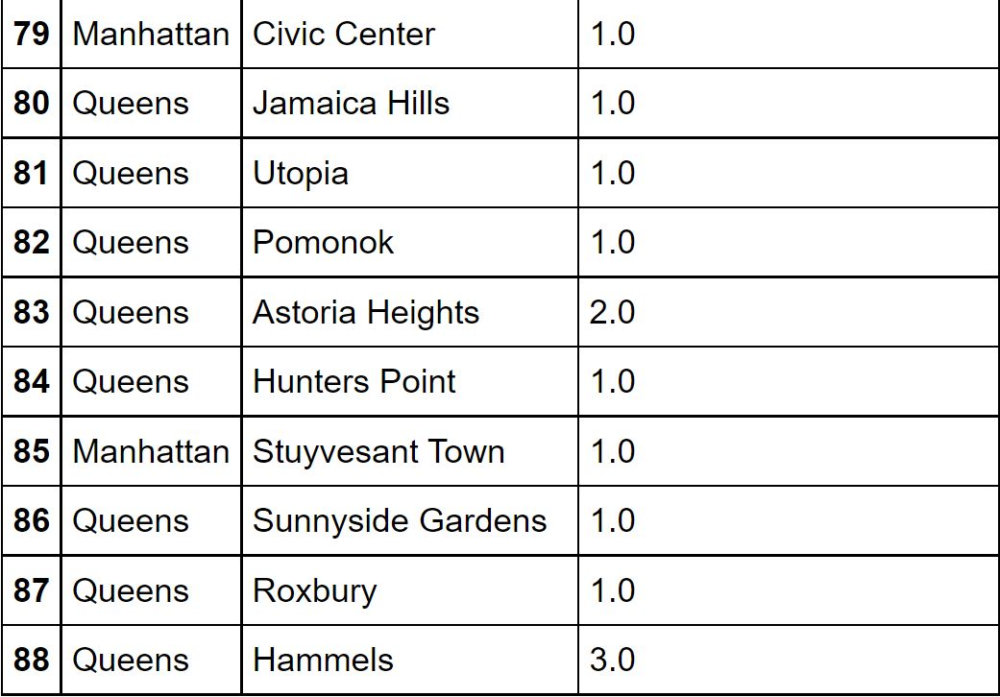 79 Manhattan Civic Center 1.0
80 Queens Jamaica Hills 1.0
81 Queens Utopia 1.0
82 Queens Pomonok 1.0
83 Queens Astoria Heights 2.0
84 Queens Hunters Point 1.0
85 Manhattan Stuyvesant Town 1.0
86 Queens Sunnyside Gardens 1.0
87 Queens Roxbury 1.0
88 Queens Hammels 3.0